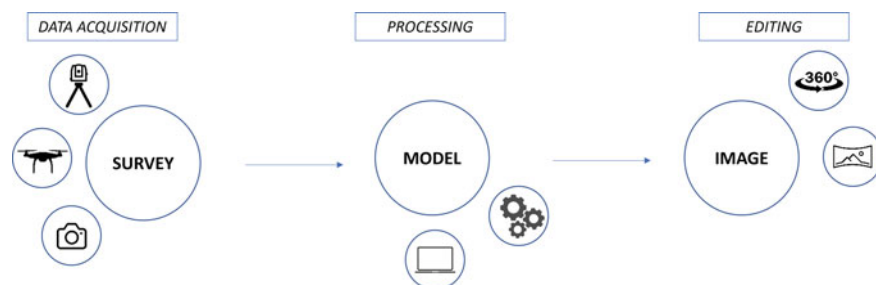 DATA ACQUISITION
PROCESSING
EDITING
360°
SURVEY
MODEL
IMAGE